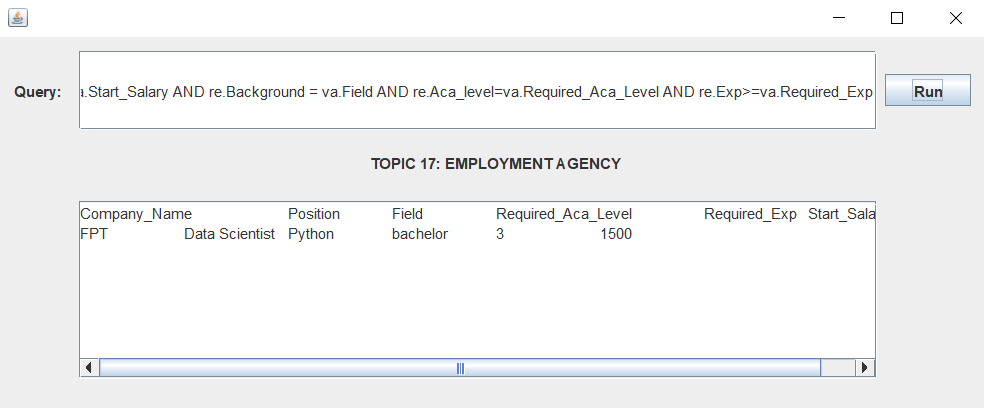 Query: a.Start_Salary AND re.Background = va.Field AND re.Aca_level=va.Required_Aca_Level AND re.Exp>=va.Required_Exp Run
TOPIC 17: EMPLOYMENT AGENCY
Company_Name Position Field Required_Aca_Level Required_Exp Start_Sala
FPT Data Scientist Python bachelor 3 1500